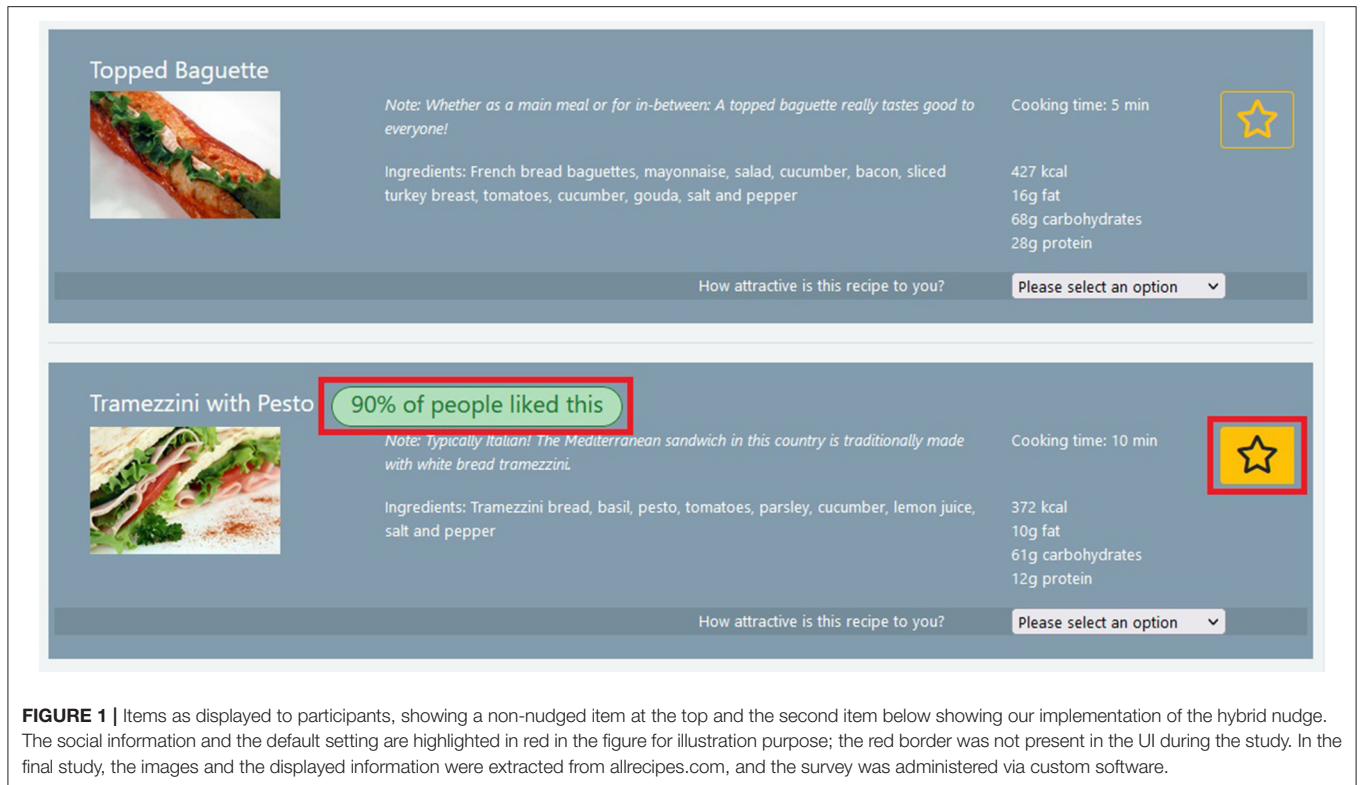 Topped Baguette
Note: Whether as a main meal or for in-between: A topped baguette really tastes good to
everyone!
Cooking time: 5 min
Ingredients: French bread baguettes, mayonnaise, salad, cucumber, bacon, sliced
turkey breast, tomatoes, cucumber, gouda, salt and pepper
427 kcal
16g fat
68g carbohydrates
28g protein
How attractive is this recipe to you?
Please select an option
Tramezzini with Pesto
90% of people liked this
Note: Typically Italian! The Mediterranean sandwich in this country is traditionally made
with white bread tramezzini.
Cooking time: 10 min
Ingredients: Tramezzini bread, basil, pesto, tomatoes, parsley, cucumber, lemon juice,
salt and pepper
372 kcal
10g fat
61g carbohydrates
12g protein
How attractive is this recipe to you?
Please select an option
FIGURE 1 | Items as displayed to participants, showing a non-nudged item at the top and the second item below showing our implementation of the hybrid nudge.
The social information and the default setting are highlighted in red in the figure for illustration purpose; the red border was not present in the UI during the study. In the
final study, the images and the displayed information were extracted from allrecipes.com, and the survey was administered via custom software.